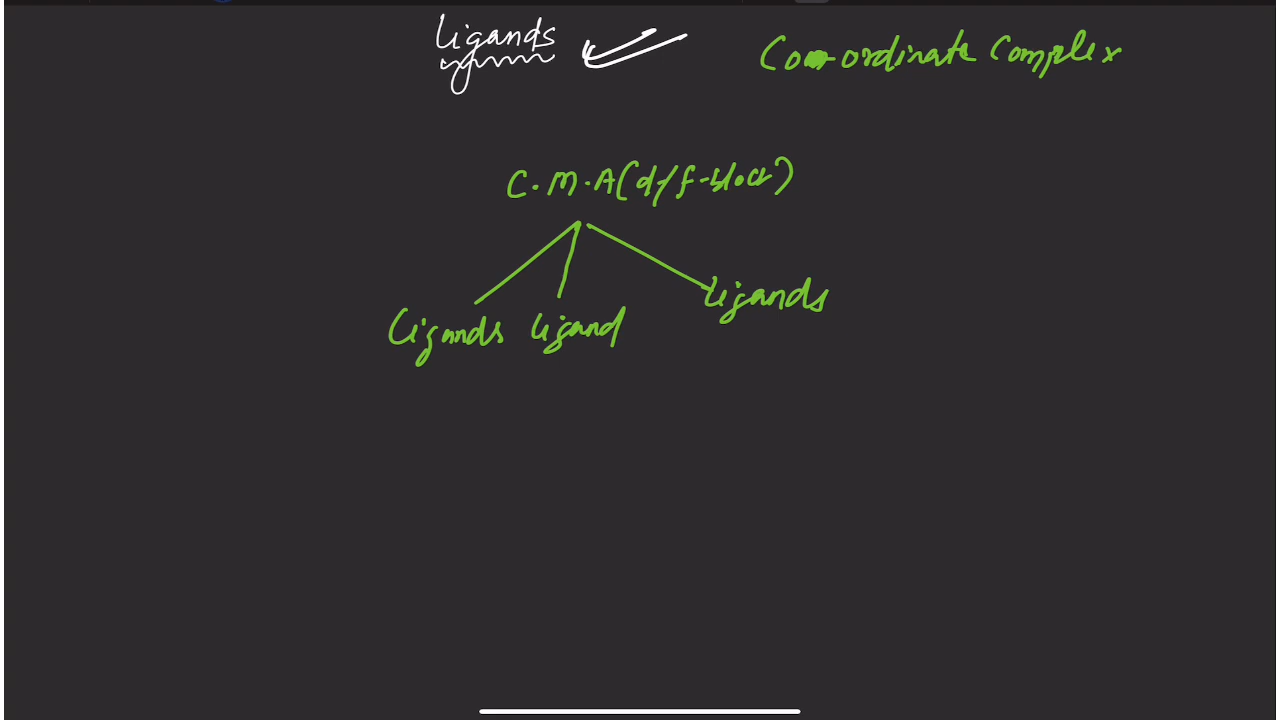 Ligands
Co-ordinate Complex
C.M.A (d/f-block)
Ligands Ligand Ligands